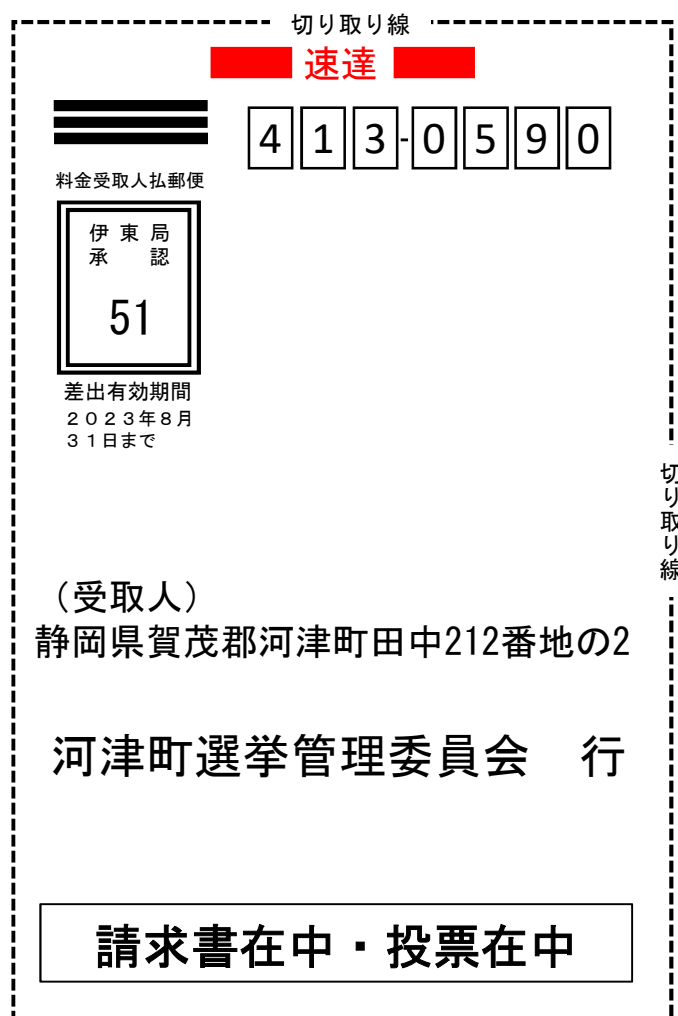 切り取り線
速達
413-0590
料金受取人払郵便
伊東局
承　認
51
差出有効期間
２０２３年８月
３１日まで
切り取り線
（受取人）
静岡県賀茂郡河津町田中212番地の2
河津町選挙管理委員会　行
請求書在中・投票在中